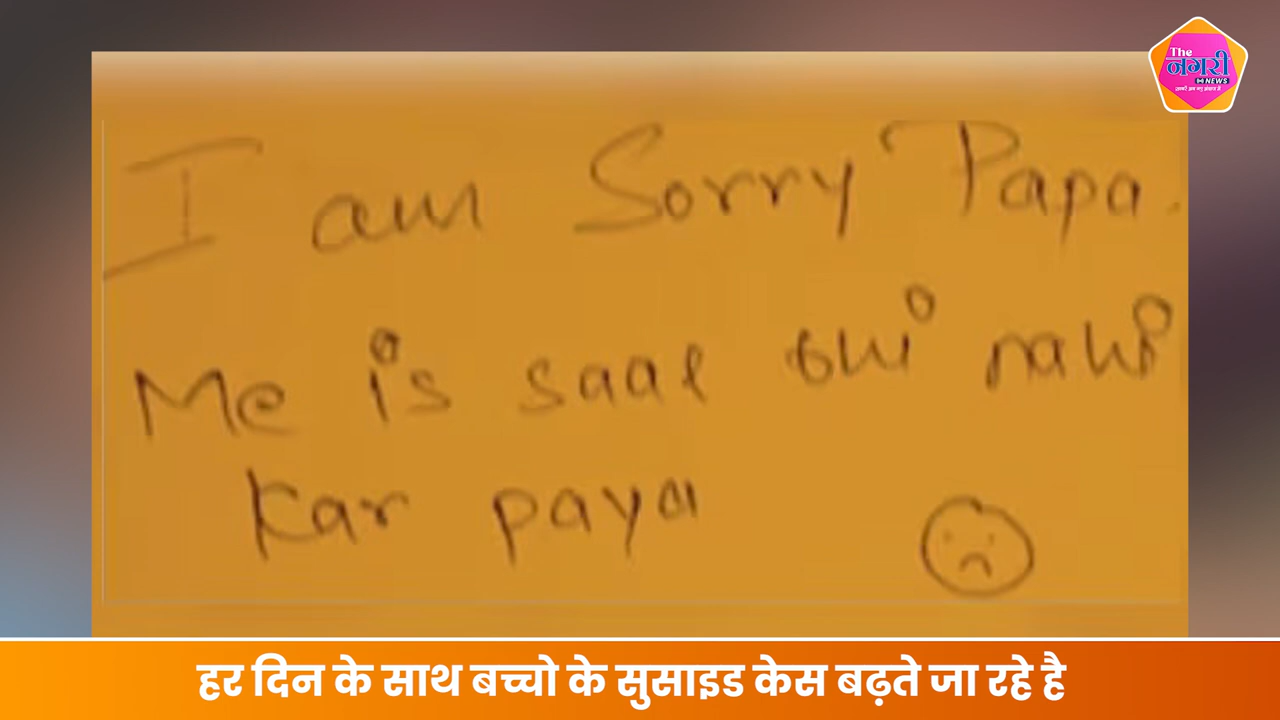 The
नगरी
NEWS
I am Sorry Papa.
Me is saal bhi nahi
Kar paya
हर दिन के साथ बच्चो के सुसाइड केस बढ़ते जा रहे है